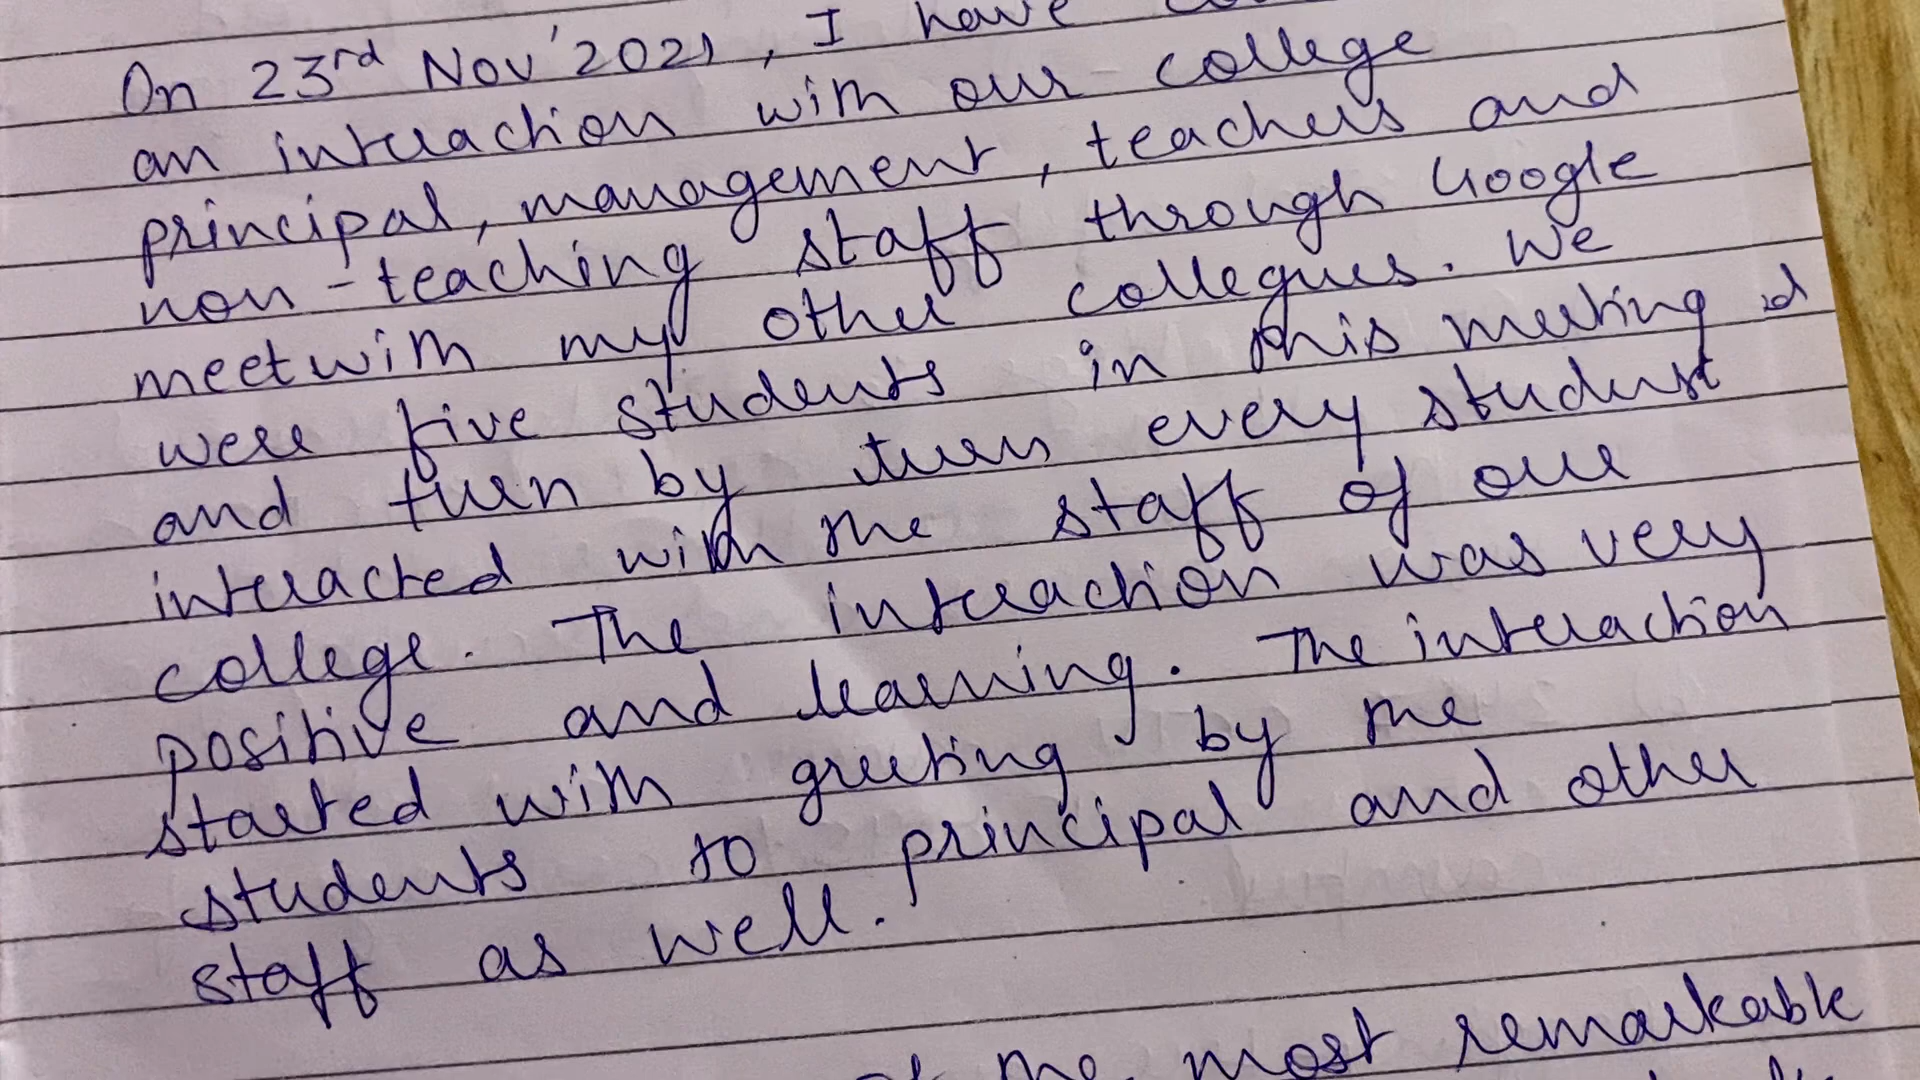 On 23rd Nov'2021, I have
an interaction with our college
principal, management, teachers and
non-teaching staff through Google
meet with my other collegues. We
were five students in this meeting
and turn by turn every student
interacted with the staff of our
college. The interaction was very
positive and learning. The interaction
started with greeting by the
students to principal and other
staff as well.
the most remarkable